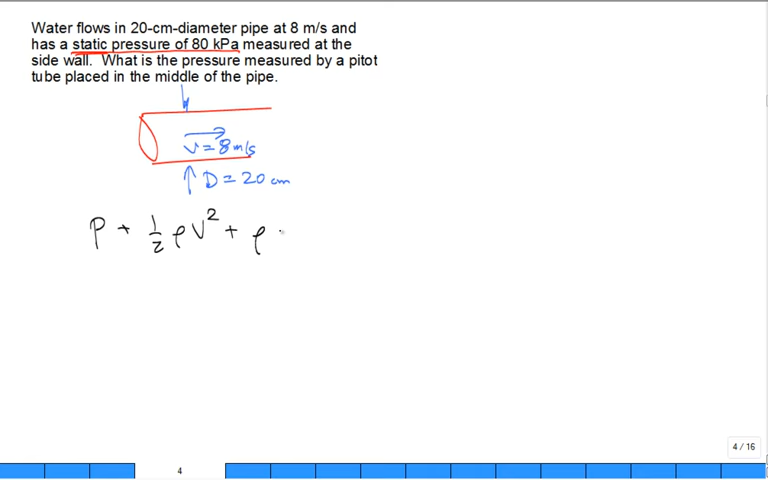 Water flows in 20-cm-diameter pipe at 8 m/s and
has a static pressure of 80 kPa measured at the
side wall. What is the pressure measured by a pitot
tube placed in the middle of the pipe.
v = 8 m/s
↑ D = 20 cm
P + 1/2 ρ V² + ρ
4 / 16
4